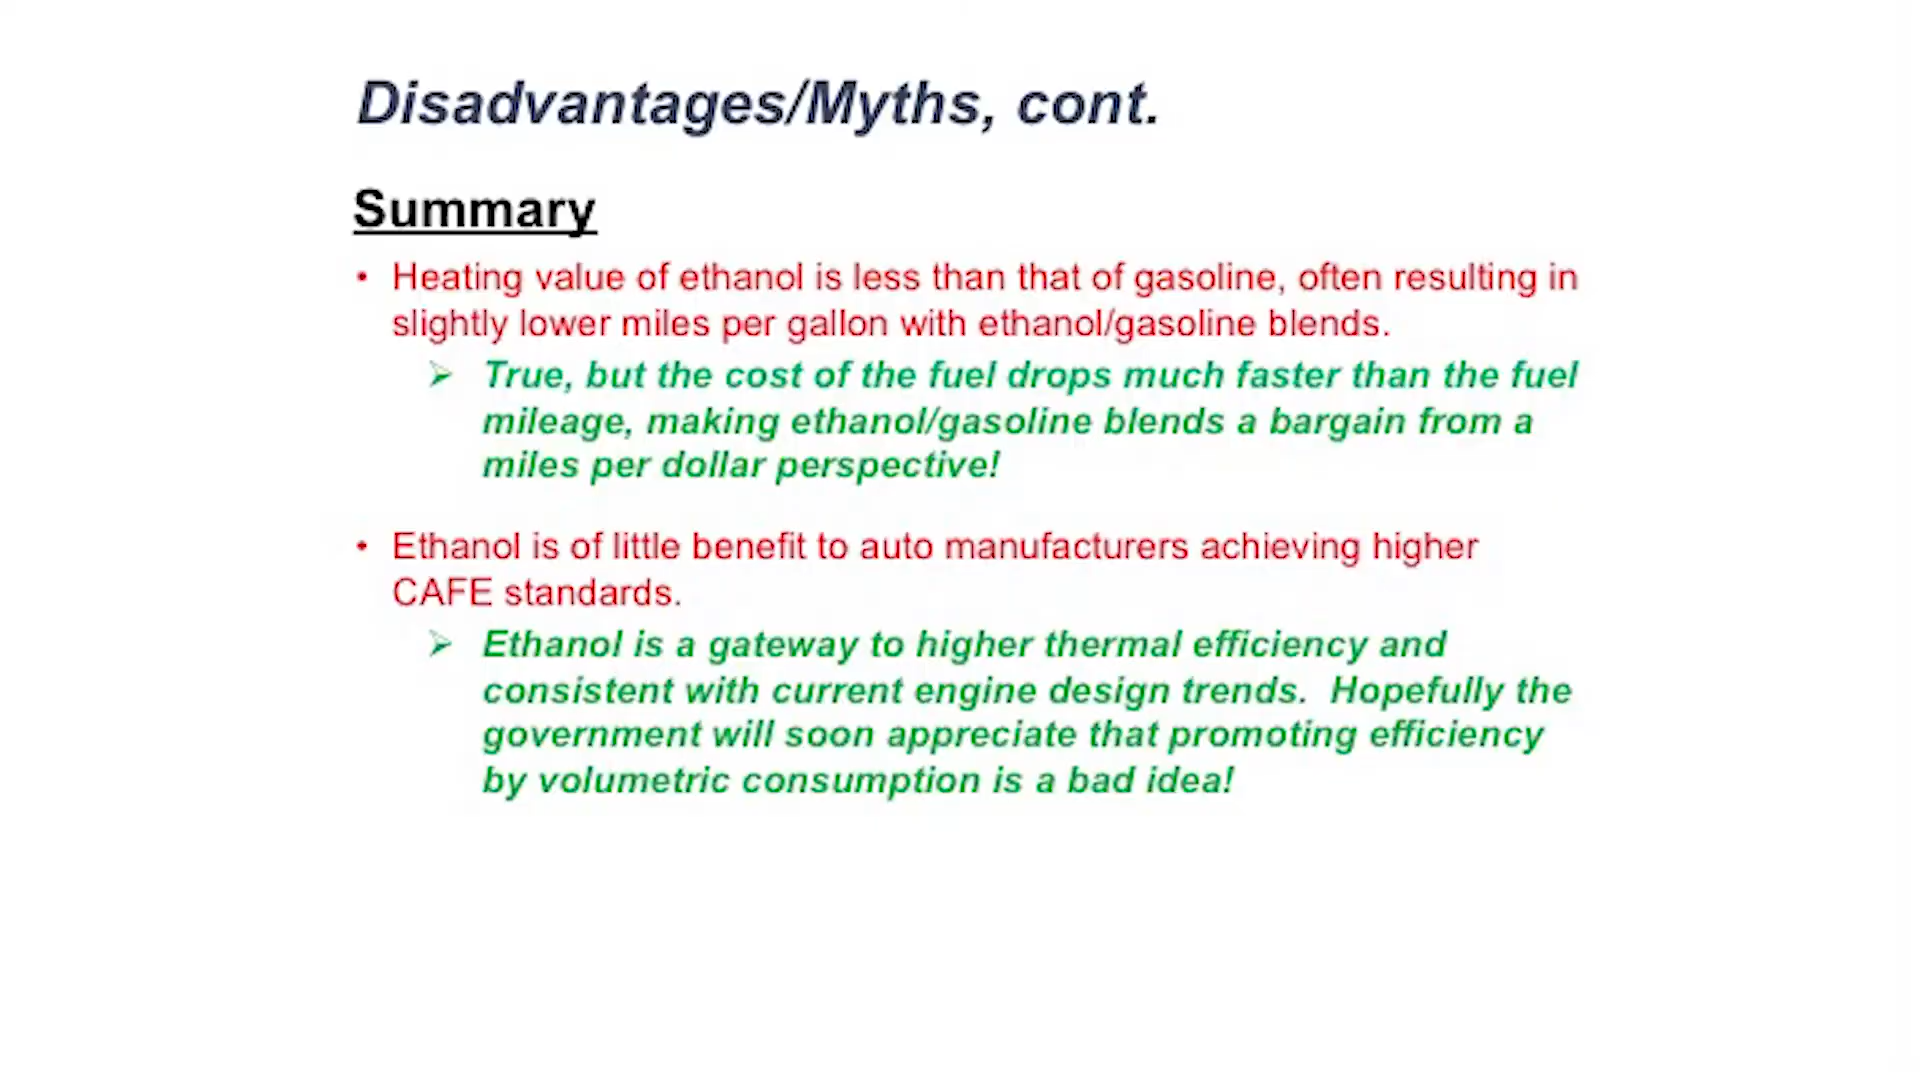 Disadvantages/Myths, cont.
Summary
• Heating value of ethanol is less than that of gasoline, often resulting in
slightly lower miles per gallon with ethanol/gasoline blends.
➢ True, but the cost of the fuel drops much faster than the fuel
mileage, making ethanol/gasoline blends a bargain from a
miles per dollar perspective!
• Ethanol is of little benefit to auto manufacturers achieving higher
CAFE standards.
➢ Ethanol is a gateway to higher thermal efficiency and
consistent with current engine design trends. Hopefully the
government will soon appreciate that promoting efficiency
by volumetric consumption is a bad idea!